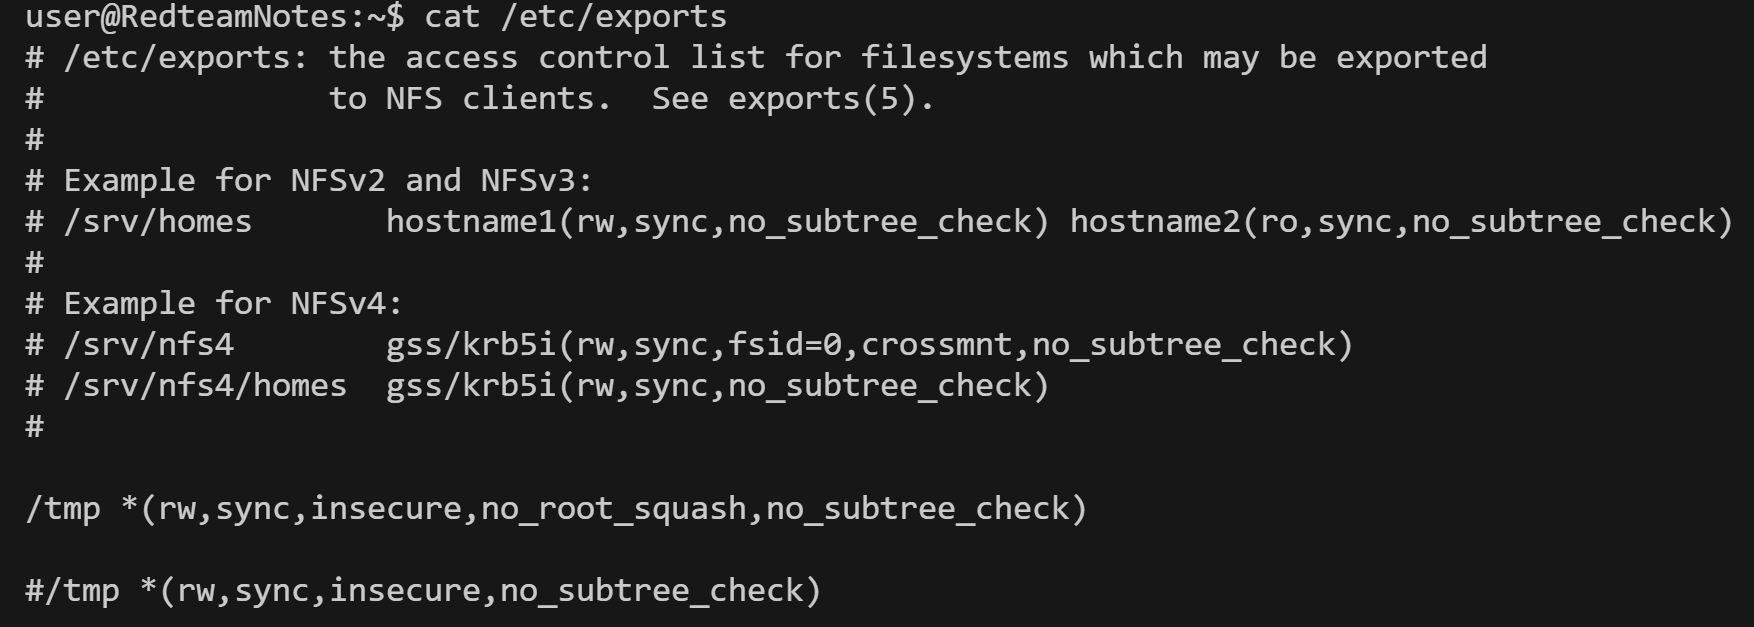 user@RedteamNotes:~$ cat /etc/exports
# /etc/exports: the access control list for filesystems which may be exported
#               to NFS clients.  See exports(5).
#
# Example for NFSv2 and NFSv3:
# /srv/homes       hostname1(rw,sync,no_subtree_check) hostname2(ro,sync,no_subtree_check)
#
# Example for NFSv4:
# /srv/nfs4        gss/krb5i(rw,sync,fsid=0,crossmnt,no_subtree_check)
# /srv/nfs4/homes  gss/krb5i(rw,sync,no_subtree_check)
#
/tmp *(rw,sync,insecure,no_root_squash,no_subtree_check)
#/tmp *(rw,sync,insecure,no_subtree_check)